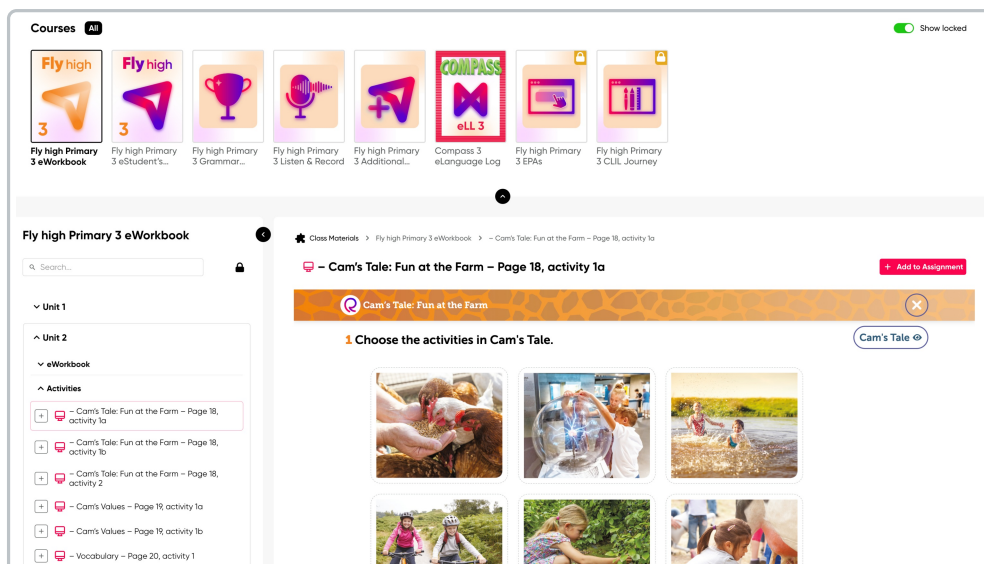 Courses All
Show locked
Fly high
3
Fly high
3
COMPASS
eLL 3
Fly high Primary
3 eWorkbook
Fly high Primary
3 eStudent's...
Fly high Primary
3 Grammar...
Fly high Primary
3 Listen & Record
Fly high Primary
3 Additional...
Compass 3
eLanguage Log
Fly high Primary
3 EPAs
Fly high Primary
3 CLIL Journey
Fly high Primary 3 eWorkbook
Search...
Unit 1
Unit 2
eWorkbook
Activities
– Cam's Tale: Fun at the Farm – Page 18,
activity 1a
– Cam's Tale: Fun at the Farm – Page 18,
activity 1b
– Cam's Tale: Fun at the Farm – Page 18,
activity 2
– Cam's Values – Page 19, activity 1a
– Cam's Values – Page 19, activity 1b
– Vocabulary – Page 20, activity 1
Class Materials > Fly high Primary 3 eWorkbook > – Cam's Tale: Fun at the Farm – Page 18, activity 1a
– Cam's Tale: Fun at the Farm – Page 18, activity 1a
+ Add to Assignment
Cam's Tale: Fun at the Farm
1 Choose the activities in Cam's Tale.
Cam's Tale